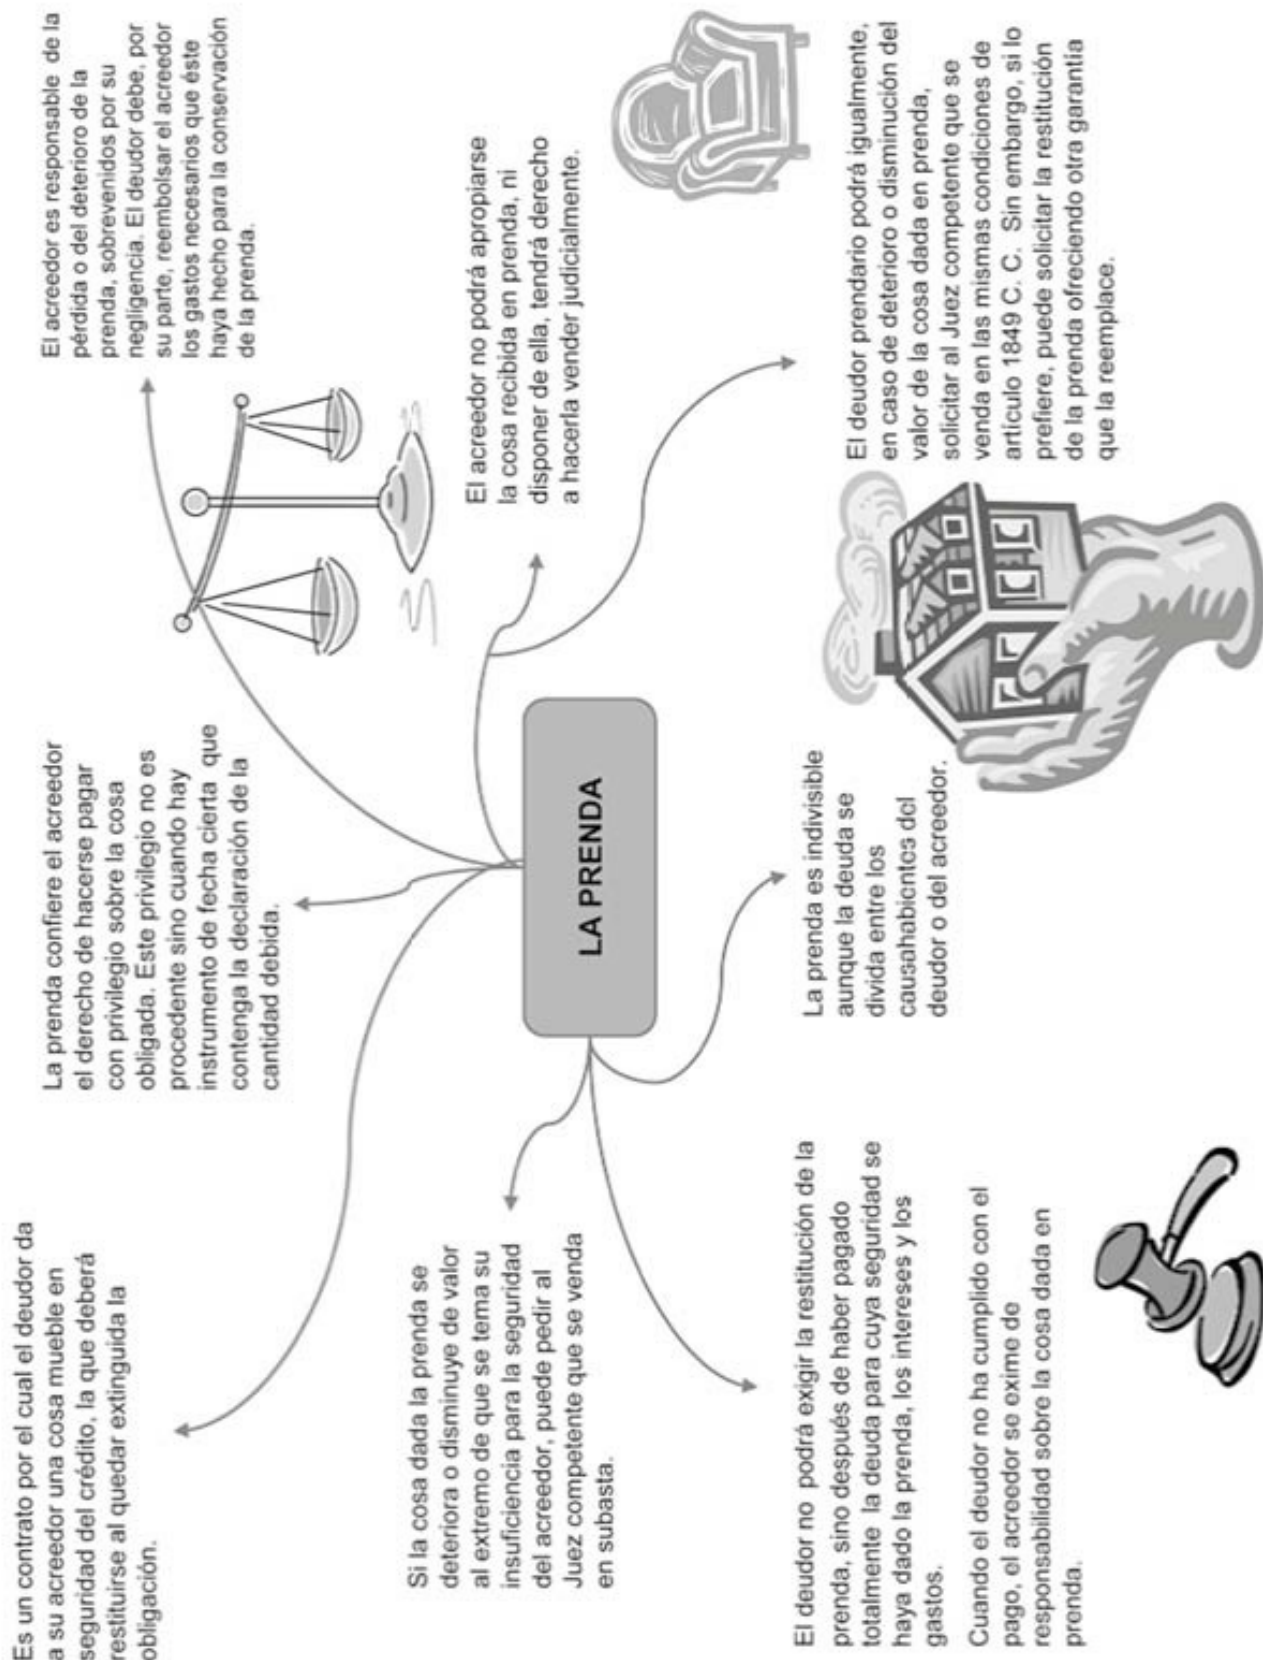 Es un contrato por el cual el deudor da
a su acreedor una cosa mueble en
seguridad del crédito, la que deberá
restituirse al quedar extinguida la
obligación.
La prenda confiere el acreedor
el derecho de hacerse pagar
con privilegio sobre la cosa
obligada. Este privilegio no es
procedente sino cuando hay
instrumento de fecha cierta que
contenga la declaración de la
cantidad debida.
El acreedor es responsable de la
pérdida o del deterioro de la
prenda, sobrevenidos por su
negligencia. El deudor debe, por
su parte, reembolsar el acreedor
los gastos necesarios que éste
haya hecho para la conservación
de la prenda.
El acreedor no podrá apropiarse
la cosa recibida en prenda, ni
disponer de ella, tendrá derecho
a hacerla vender judicialmente.
LA PRENDA
Si la cosa dada la prenda se
deteriora o disminuye de valor
al extremo de que se tema su
insuficiencia para la seguridad
del acreedor, puede pedir al
Juez competente que se venda
en subasta.
El deudor no podrá exigir la restitución de la
prenda, sino después de haber pagado
totalmente la deuda para cuya seguridad se
haya dado la prenda, los intereses y los
gastos.
Cuando el deudor no ha cumplido con el
pago, el acreedor se exime de
responsabilidad sobre la cosa dada en
prenda.
La prenda es indivisible
aunque la deuda se
divida entre los
causahabientes del
deudor o del acreedor.
El deudor prendario podrá igualmente,
en caso de deterioro o disminución del
valor de la cosa dada en prenda,
solicitar al Juez competente que se
venda en las mismas condiciones de
artículo 1849 C. C. Sin embargo, si lo
prefiere, puede solicitar la restitución
de la prenda ofreciendo otra garantía
que la reemplace.